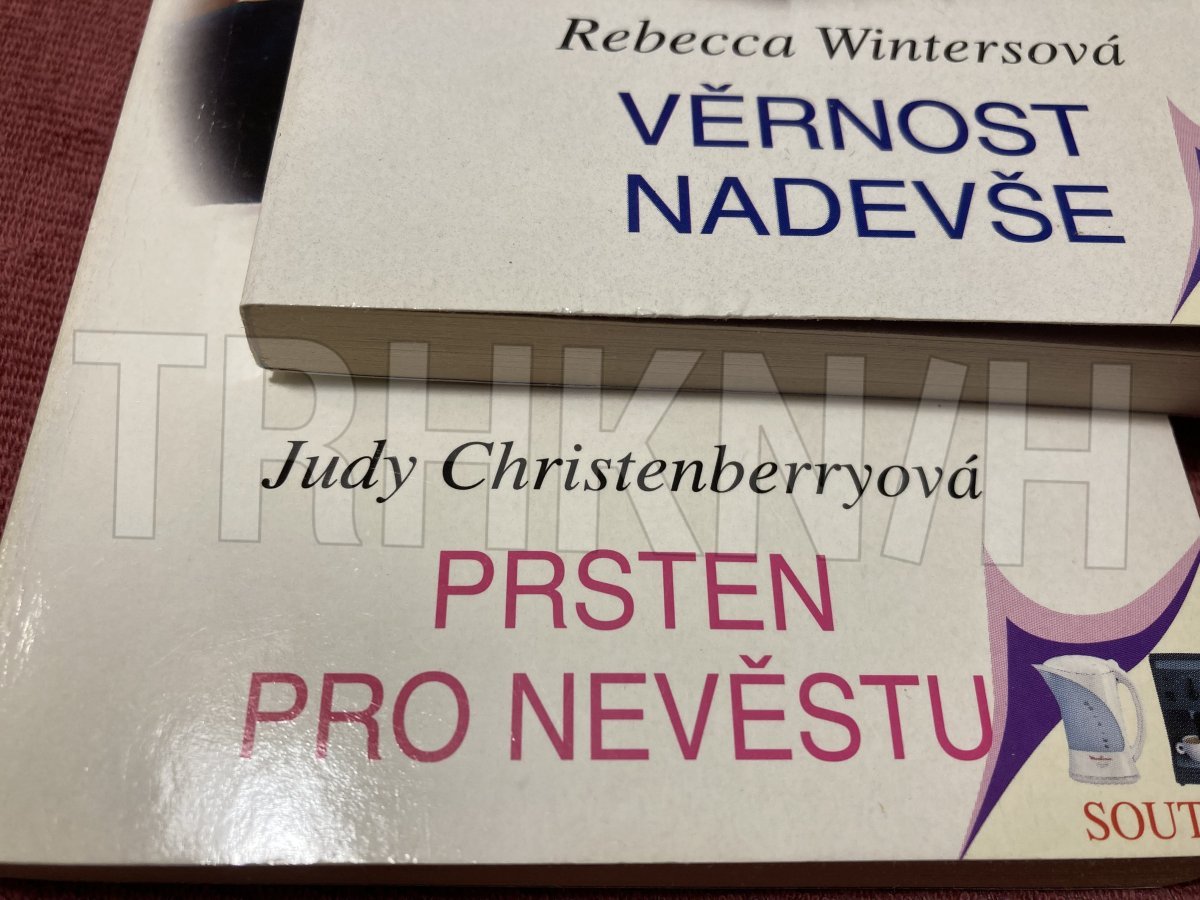 Rebecca Wintersová
VĚRNOST
NADEVŠE
TRHKNIH
Judy Christenberryová
PRSTEN
PRO NEVĚSTU
SOUT